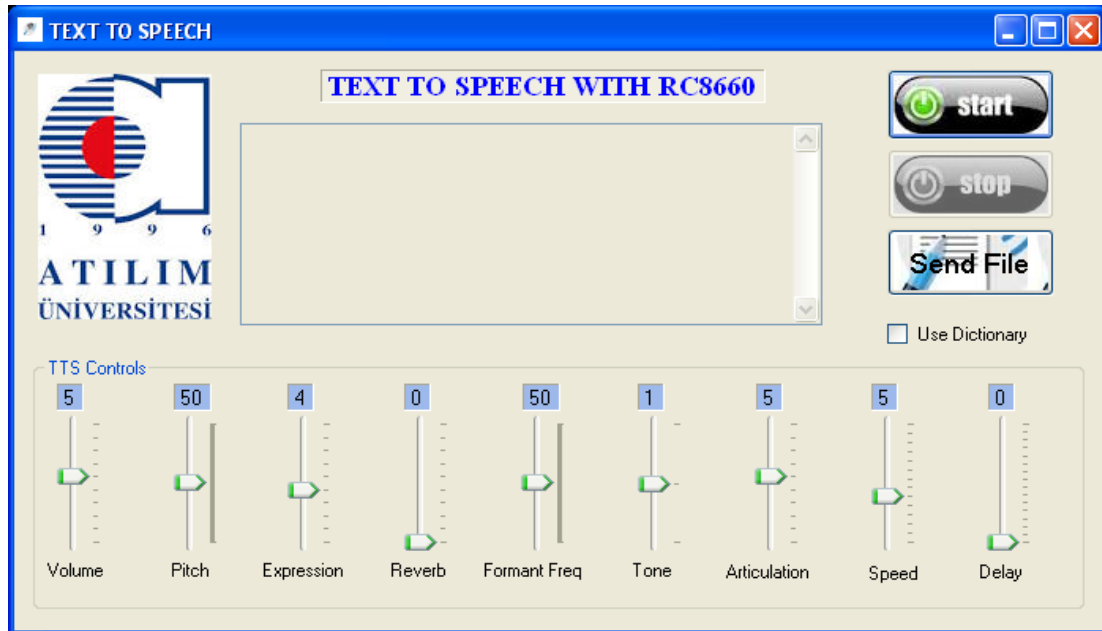 TEXT TO SPEECH
TEXT TO SPEECH WITH RC8660
start
stop
Send File
1 9 9 6
ATILIM
ÜNİVERSİTESİ
Use Dictionary
TTS Controls
5 50 4 0 50 1 5 5 0
Volume Pitch Expression Reverb Formant Freq Tone Articulation Speed Delay